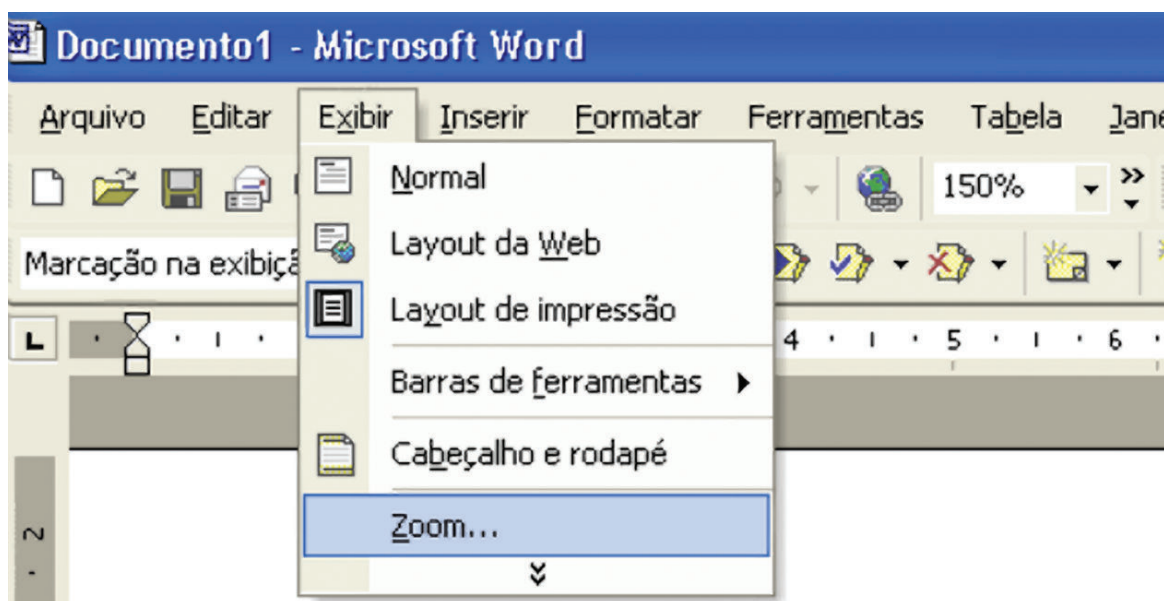 Documento1 - Microsoft Word
Arquivo Editar Exibir Inserir Formatar Ferramentas Tabela
150%
Marcação na
Normal
Layout da Web
Layout de impressão
Barras de ferramentas
Cabeçalho e rodapé
Zoom...
4 5 6
2